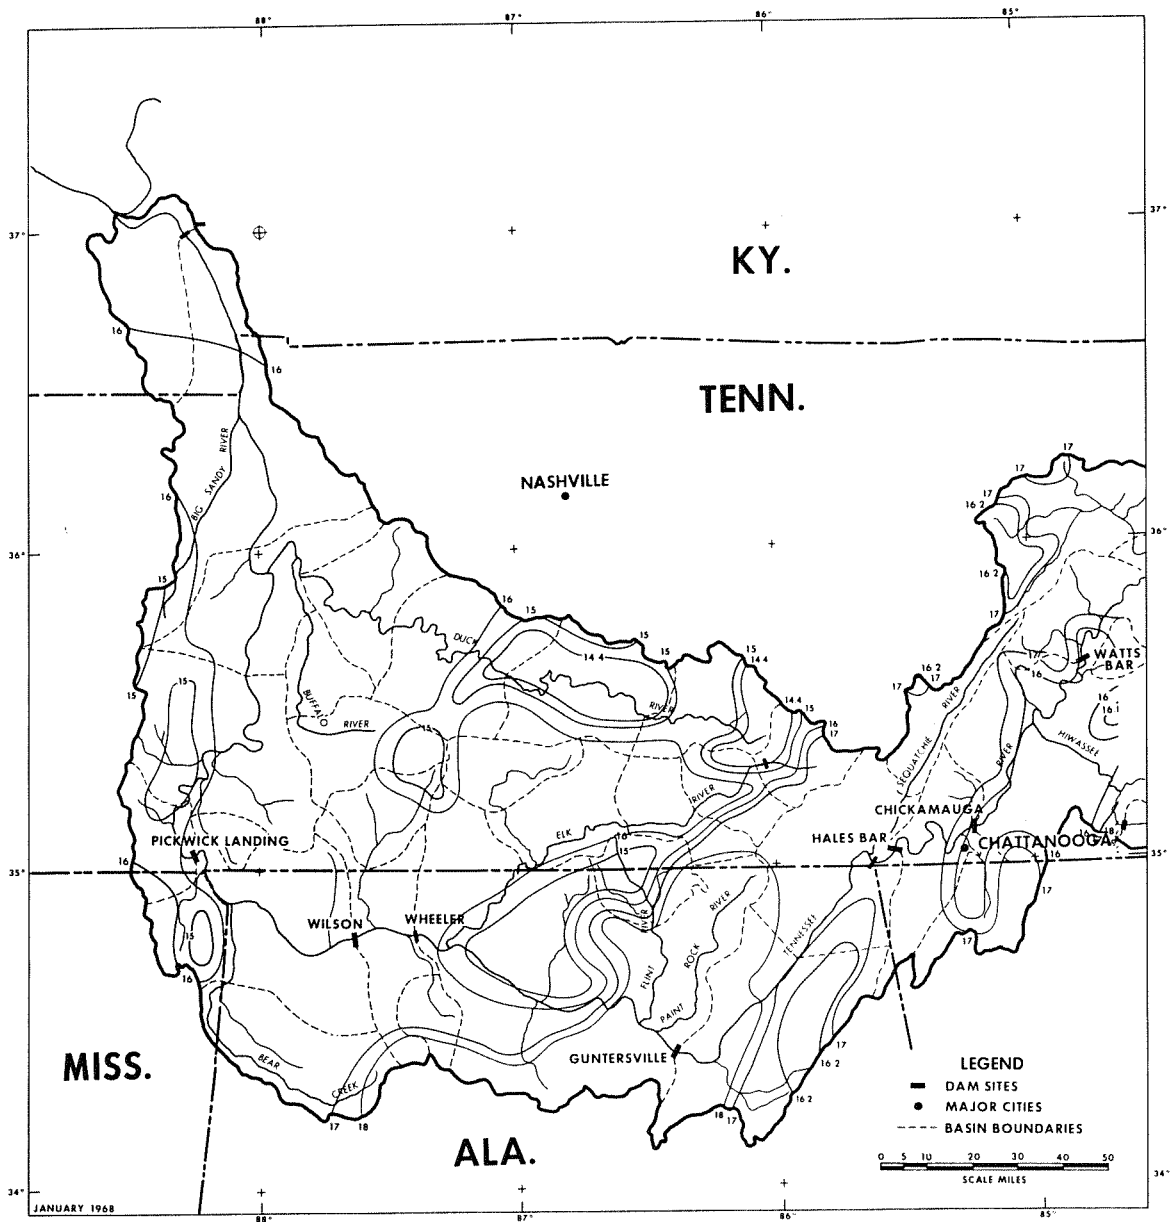 88°
87°
86°
85°
37°
37°
KY.
16
16
TENN.
NASHVILLE
BIG SANDY RIVER
16
17
17
17
16 2
36°
36°
16 2
15
16
15
17
DUCK
15
15
14 4
15
14 4
17
WATTS
BAR
16
16 2
17
17
16
15
15
BUFFALO
RIVER
RIVER
14 4
15
16
17
15
SEQUATCHIE
RIVER
RIVER
HIWASSEE
RIVER
CHICKAMAUGA
ELK
16
15
HALES BAR
CHATTANOOGA
16
18
PICKWICK LANDING
16
35°
35°
16
17
WILSON
WHEELER
15
RIVER
RIVER
TENNESSEE
17
FLINT
ROCK
PAINT
16
GUNTERSVILLE
17
16 2
MISS.
BEAR
CREEK
LEGEND
DAM SITES
MAJOR CITIES
BASIN BOUNDARIES
16 2
18
17
17
18
ALA.
0 5 10 20 30 40 50
SCALE MILES
34°
34°
JANUARY 1968
88°
87°
86°
85°